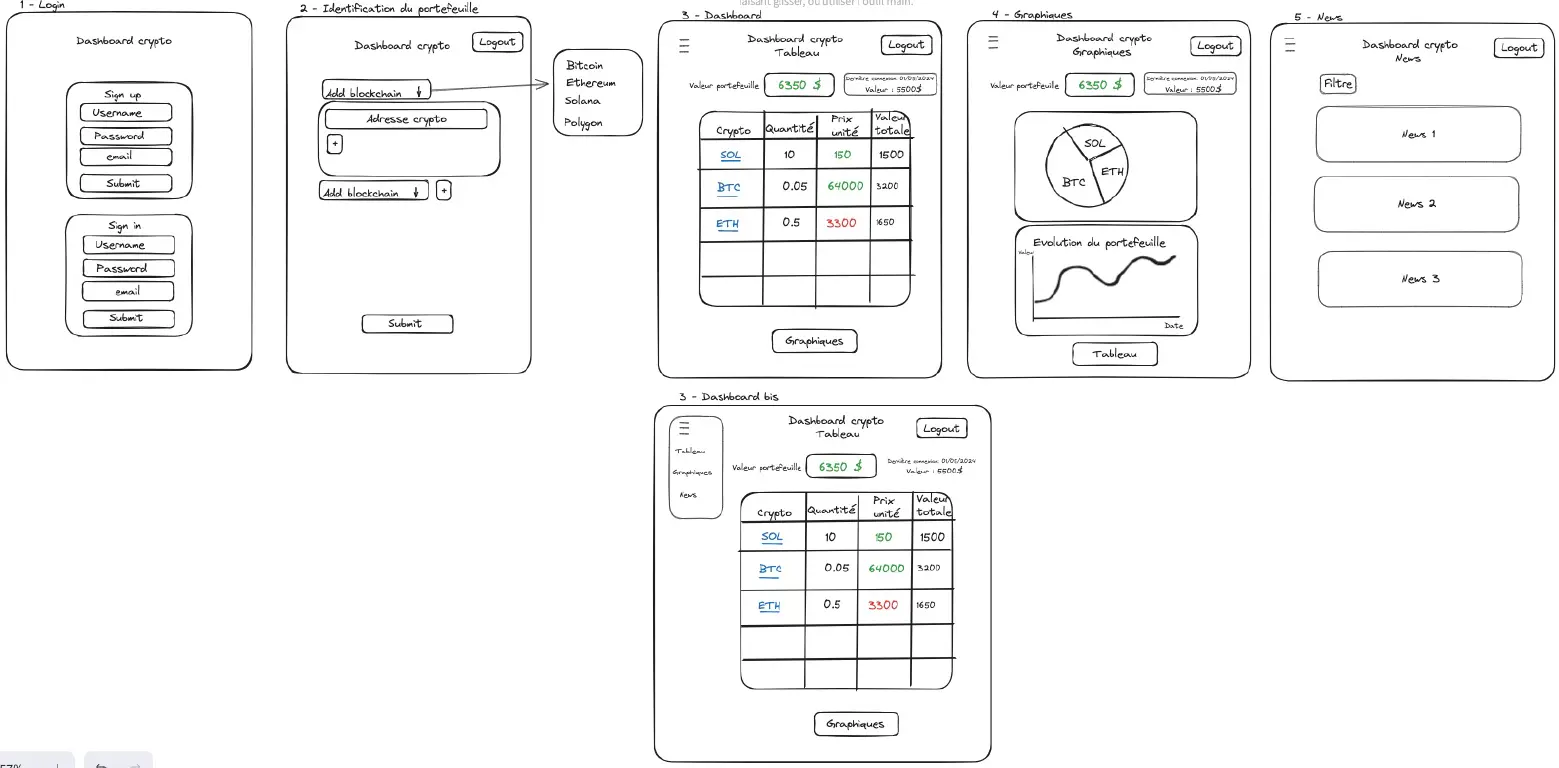 faisant glisser, ou utiliser l'outil main.
1 - Login
Dashboard crypto
Sign up
Username
Password
email
Submit
Sign in
Username
Password
email
Submit
2 - Identification du portefeuille
Dashboard crypto
Logout
Add blockchain
Adresse crypto
+
Add blockchain
+
Submit
Bitcoin
Ethereum
Solana
Polygon
3 - Dashboard
Dashboard crypto
Tableau
Logout
Valeur portefeuille
6350 $
Dernière connexion 01/05/2024
Valeur : 5500$
Crypto Quantité Prix unité Valeur totale
SOL 10 150 1500
BTC 0.05 64000 3200
ETH 0.5 3300 1650
Graphiques
4 - Graphiques
Dashboard crypto
Graphiques
Logout
Valeur portefeuille
6350 $
Dernière connexion 01/05/2024
Valeur : 5500$
SOL
ETH
BTC
Evolution du portefeuille
Valeur
Date
Tableau
5 - News
Dashboard crypto
News
Logout
Filtre
News 1
News 2
News 3
3 - Dashboard bis
Tableau
Graphiques
News
Dashboard crypto
Tableau
Logout
Valeur portefeuille
6350 $
Dernière connexion 01/05/2024
Valeur : 5500$
Crypto Quantité Prix unité Valeur totale
SOL 10 150 1500
BTC 0.05 64000 3200
ETH 0.5 3300 1650
Graphiques
57%